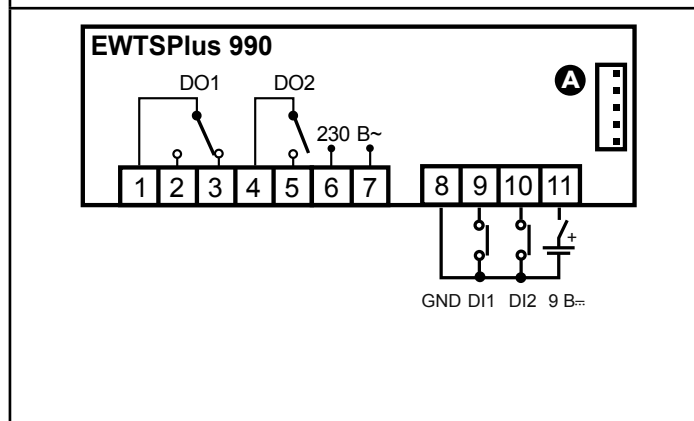 EWTSPlus 990
DO1 DO2
A
230 В~
1 2 3 4 5 6 7 8 9 10 11
+
GND DI1 DI2 9 В⎓